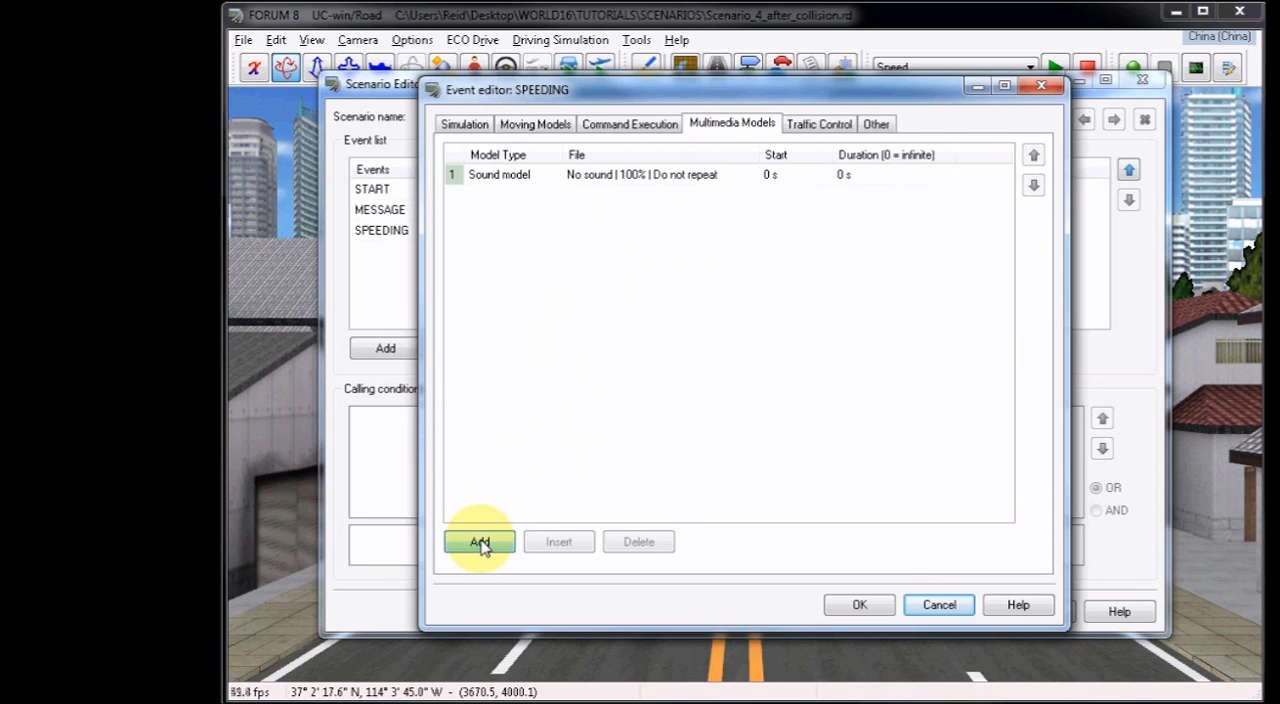 FORUM 8 UC-win/Road C:\Users\Reid\Desktop\WORLD16\TUTORIALS\SCENARIOS\Scenario_4_after_collision.rd
File Edit View Camera Options ECO Drive Driving Simulation Tools Help
China (China)
Speed
Scenario Edito
Event editor: SPEEDING
Scenario name:
Event list
Events
START
MESSAGE
SPEEDING
Add
Calling condition
Simulation Moving Models Command Execution Multimedia Models Traffic Control Other
Model Type File Start Duration (0 = infinite)
1 Sound model No sound | 100% | Do not repeat 0 s 0 s
Add Insert Delete
OK Cancel Help
OR
AND
Help
37° 2' 17.6" N, 114° 3' 45.0" W - (3670.5, 4000.1)